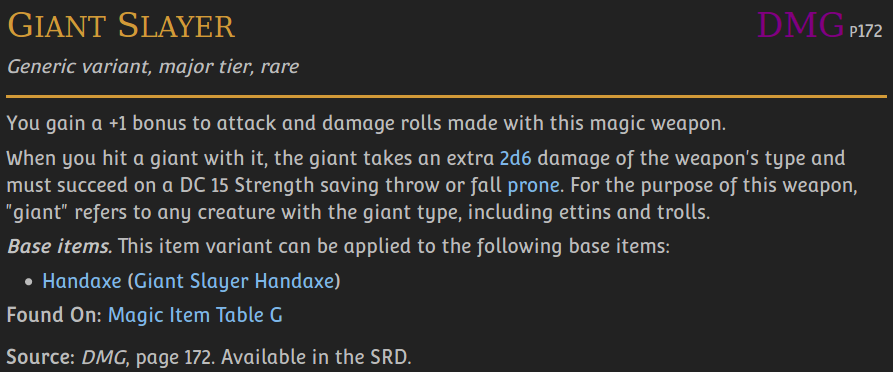 GIANT SLAYER DMG P172
Generic variant, major tier, rare
You gain a +1 bonus to attack and damage rolls made with this magic weapon.
When you hit a giant with it, the giant takes an extra 2d6 damage of the weapon's type and
must succeed on a DC 15 Strength saving throw or fall prone. For the purpose of this weapon,
"giant" refers to any creature with the giant type, including ettins and trolls.
Base items. This item variant can be applied to the following base items:
• Handaxe (Giant Slayer Handaxe)
Found On: Magic Item Table G
Source: DMG, page 172. Available in the SRD.